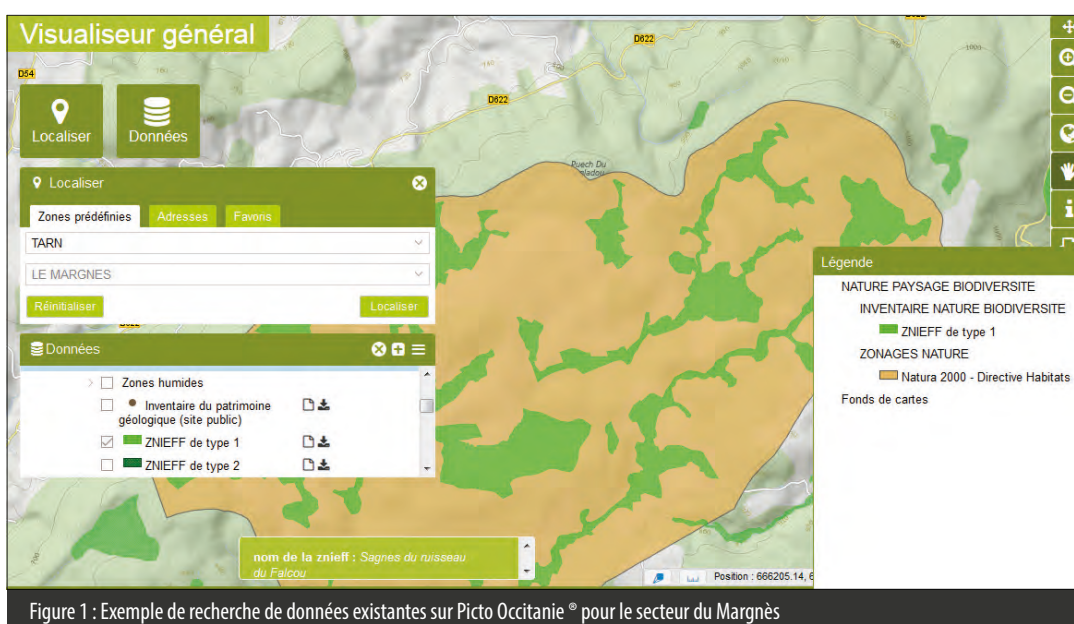 Visualiseur général
D622
D54
160
1000
D622
Localiser
Données
Puech Du
Localiser
Zones prédéfinies
Adresses
Favoris
TARN
LE MARGNES
Réinitialiser
Localiser
Légende
NATURE PAYSAGE BIODIVERSITE
INVENTAIRE NATURE BIODIVERSITE
ZNIEFF de type 1
ZONAGES NATURE
Natura 2000 - Directive Habitats
Fonds de cartes
Données
Zones humides
Inventaire du patrimoine
géologique (site public)
ZNIEFF de type 1
ZNIEFF de type 2
nom de la znieff : Sagnes du ruisseau
du Falcou
Position : 666205.14, 6
Figure 1 : Exemple de recherche de données existantes sur Picto Occitanie ® pour le secteur du Margnès